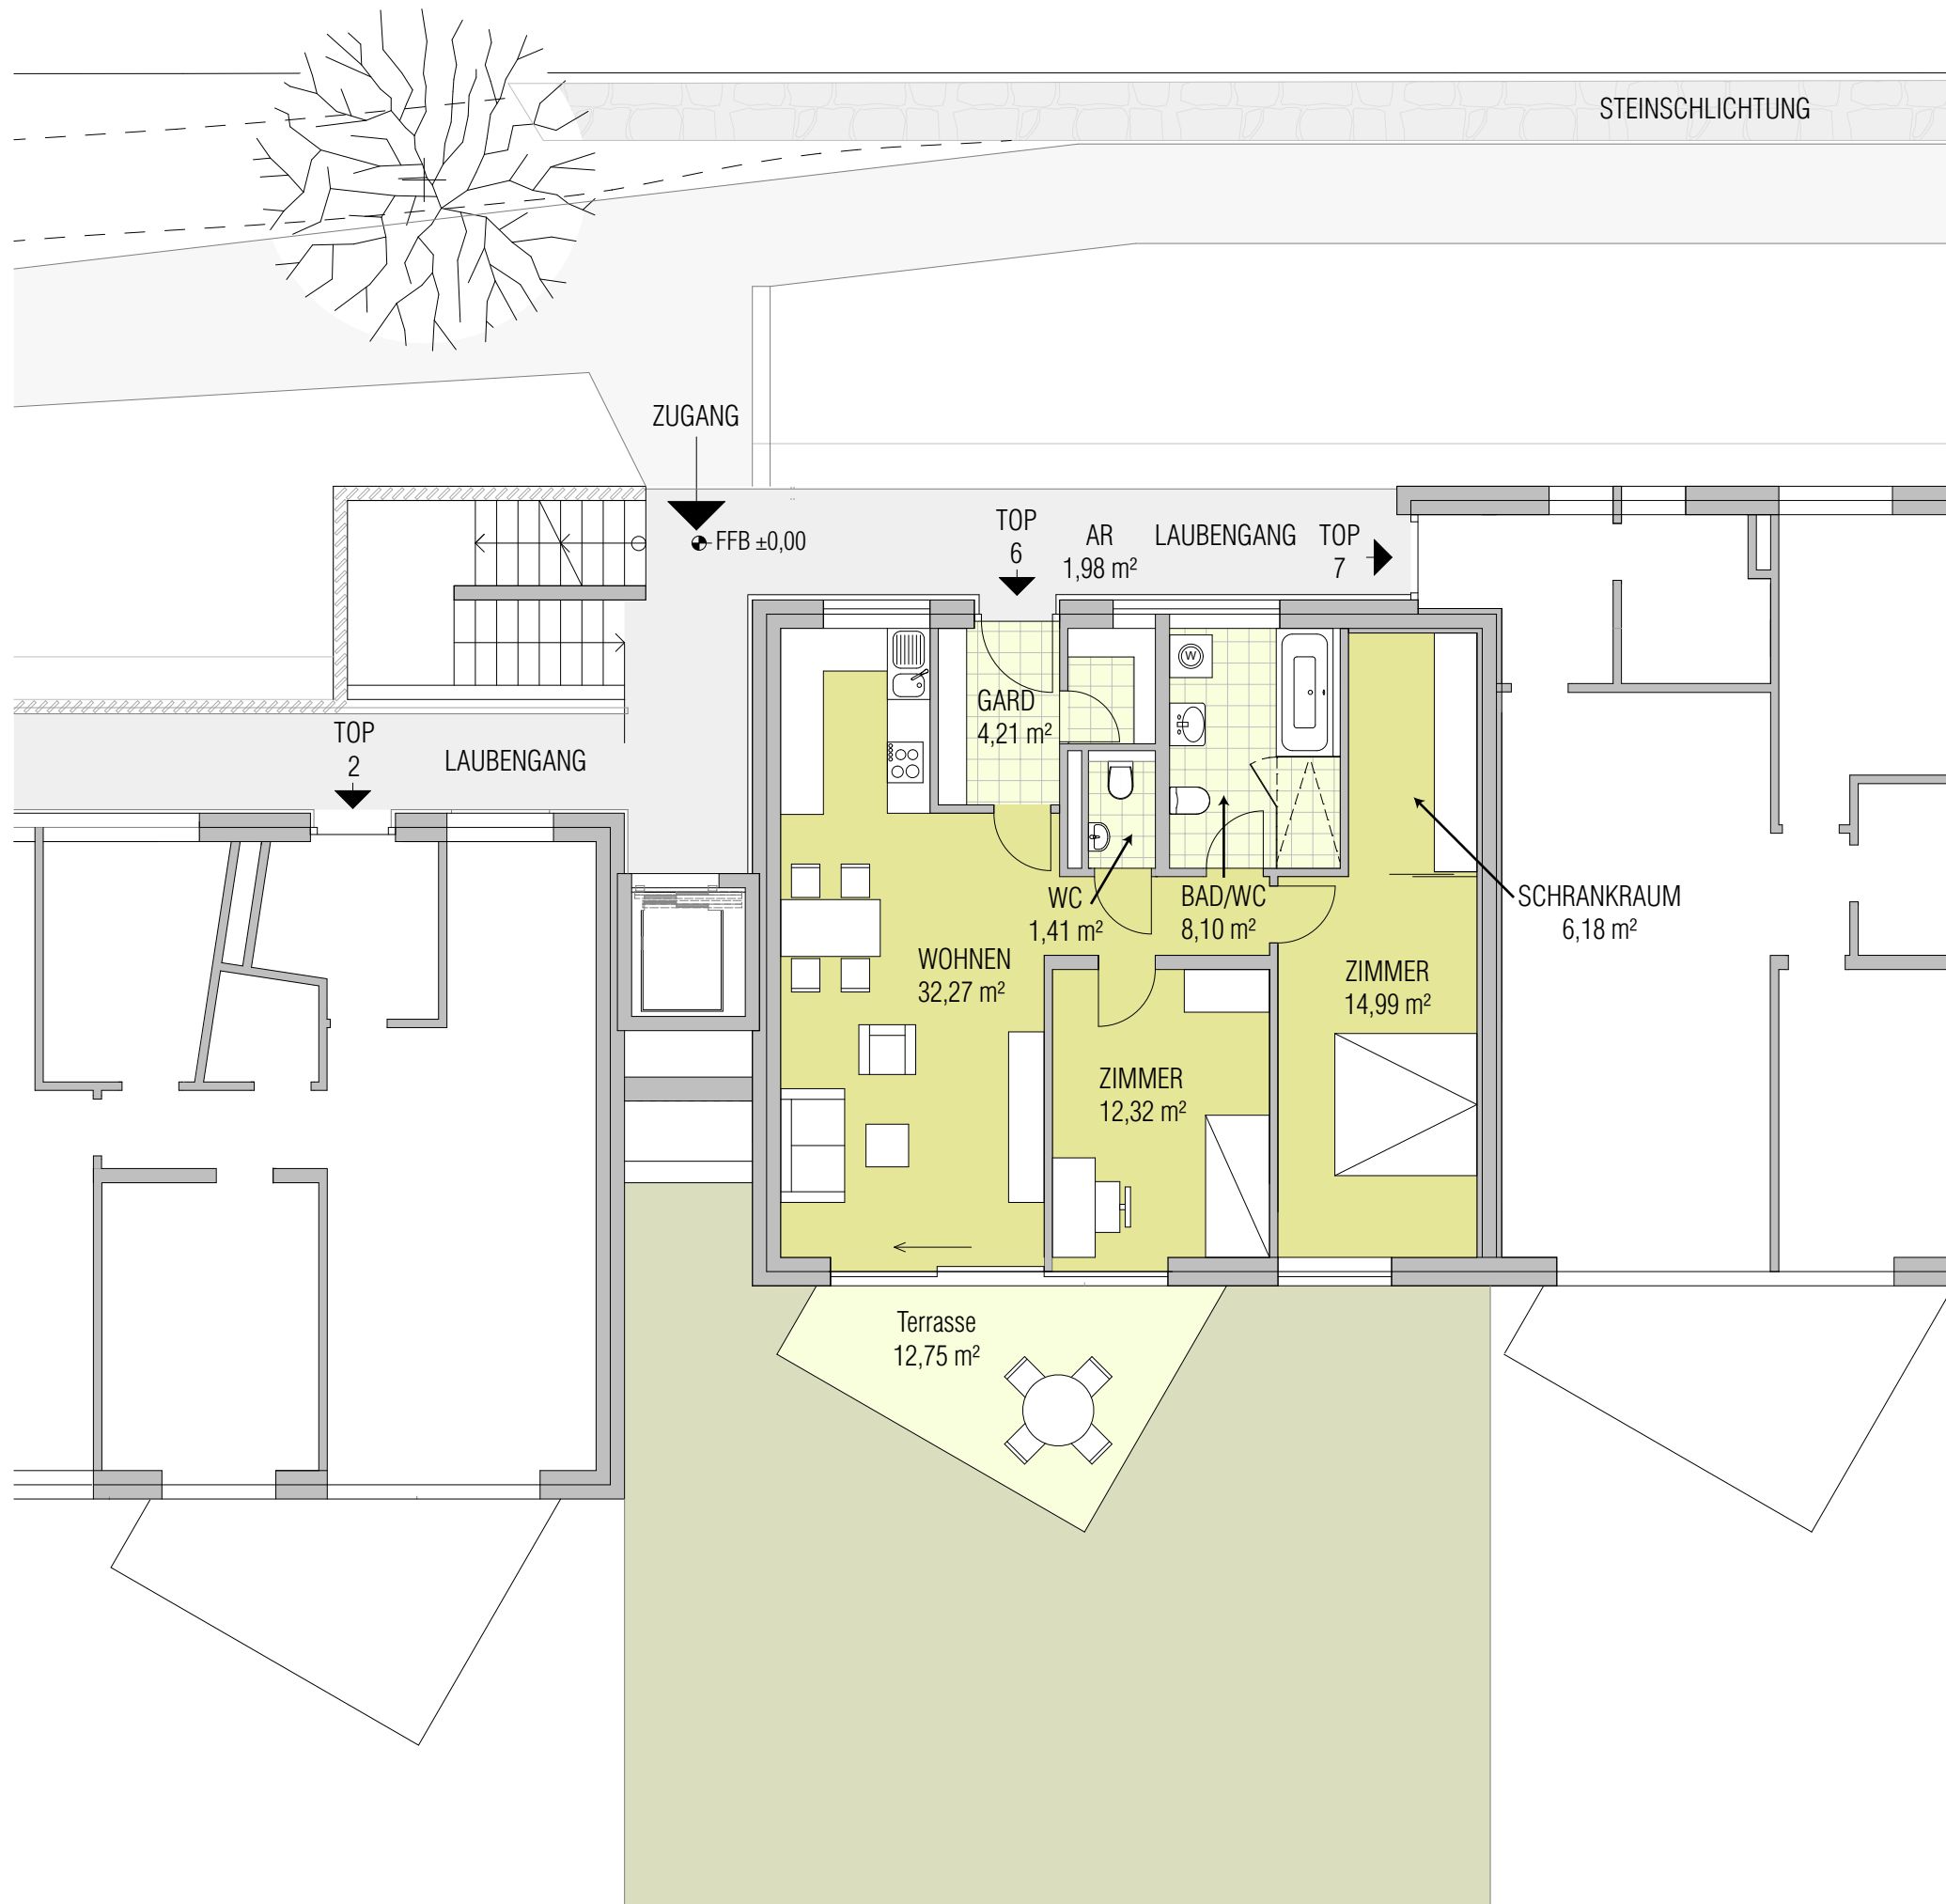 STEINSCHLICHTUNG
ZUGANG
FFB ±0,00
TOP
6
AR
1,98 m²
LAUBENGANG
TOP
7
GARD
4,21 m²
W
TOP
2
LAUBENGANG
WC
1,41 m²
BAD/WC
8,10 m²
SCHRANKRAUM
6,18 m²
WOHNEN
32,27 m²
ZIMMER
14,99 m²
ZIMMER
12,32 m²
Terrasse
12,75 m²